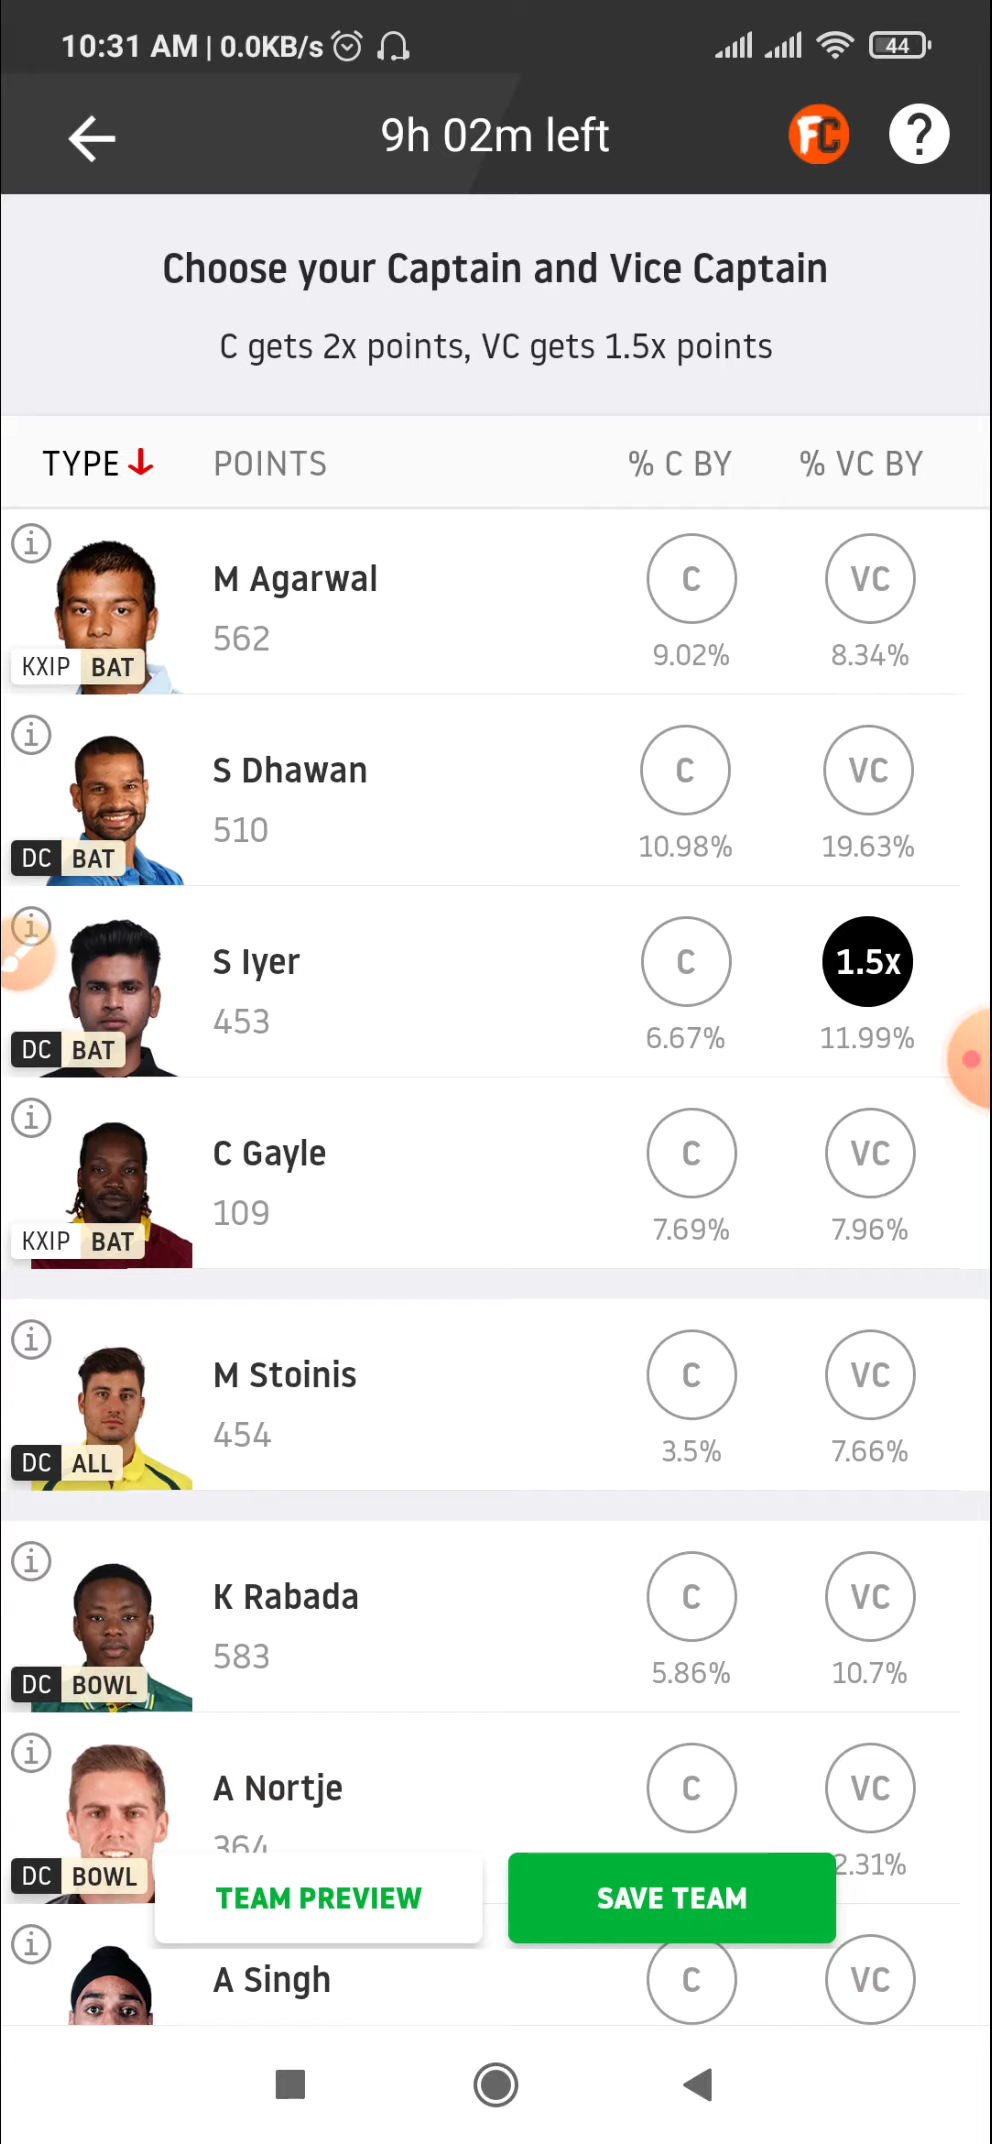 10:31 AM | 0.0KB/s 44
9h 02m left FC ?
Choose your Captain and Vice Captain
C gets 2x points, VC gets 1.5x points
TYPE POINTS % C BY % VC BY
M Agarwal C VC
562 9.02% 8.34%
KXIP BAT
S Dhawan C VC
510 10.98% 19.63%
DC BAT
S Iyer C 1.5x
453 6.67% 11.99%
DC BAT
C Gayle C VC
109 7.69% 7.96%
KXIP BAT
M Stoinis C VC
454 3.5% 7.66%
DC ALL
K Rabada C VC
583 5.86% 10.7%
DC BOWL
A Nortje C VC
364 2.31%
DC BOWL
TEAM PREVIEW SAVE TEAM
A Singh C VC